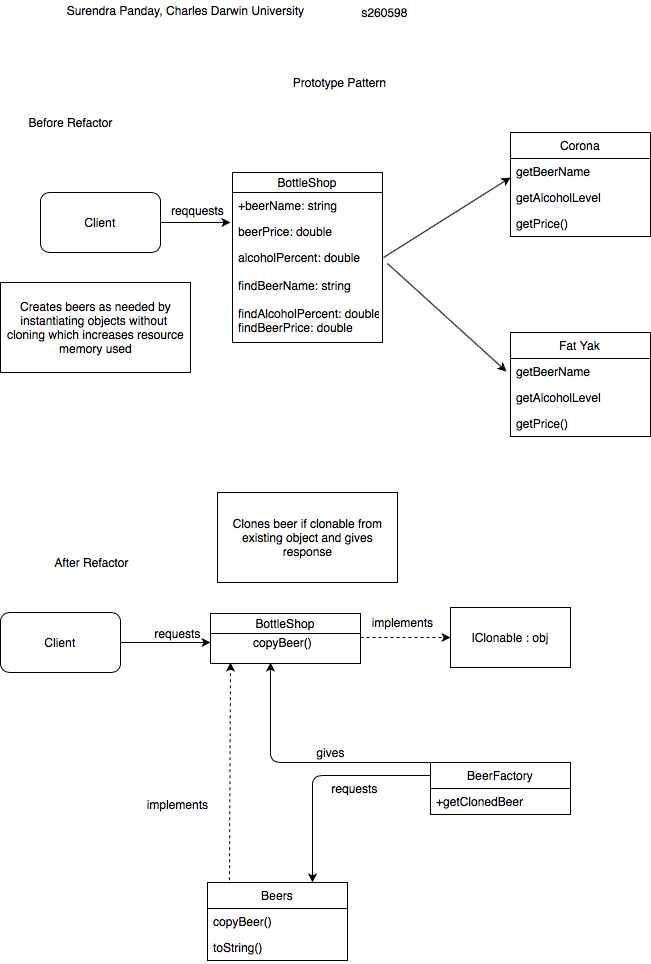 Surendra Panday, Charles Darwin University
s260598
Prototype Pattern
Before Refactor
Client
reqquests
BottleShop
+beerName: string
beerPrice: double
alcoholPercent: double
findBeerName: string
findAlcoholPercent: double
findBeerPrice: double
Corona
getBeerName
getAlcoholLevel
getPrice()
Creates beers as needed by
instantiating objects without
cloning which increases resource
memory used
Fat Yak
getBeerName
getAlcoholLevel
getPrice()
Clones beer if clonable from
existing object and gives
response
After Refactor
Client
requests
BottleShop
copyBeer()
implements
IClonable : obj
gives
requests
BeerFactory
+getClonedBeer
implements
Beers
copyBeer()
toString()